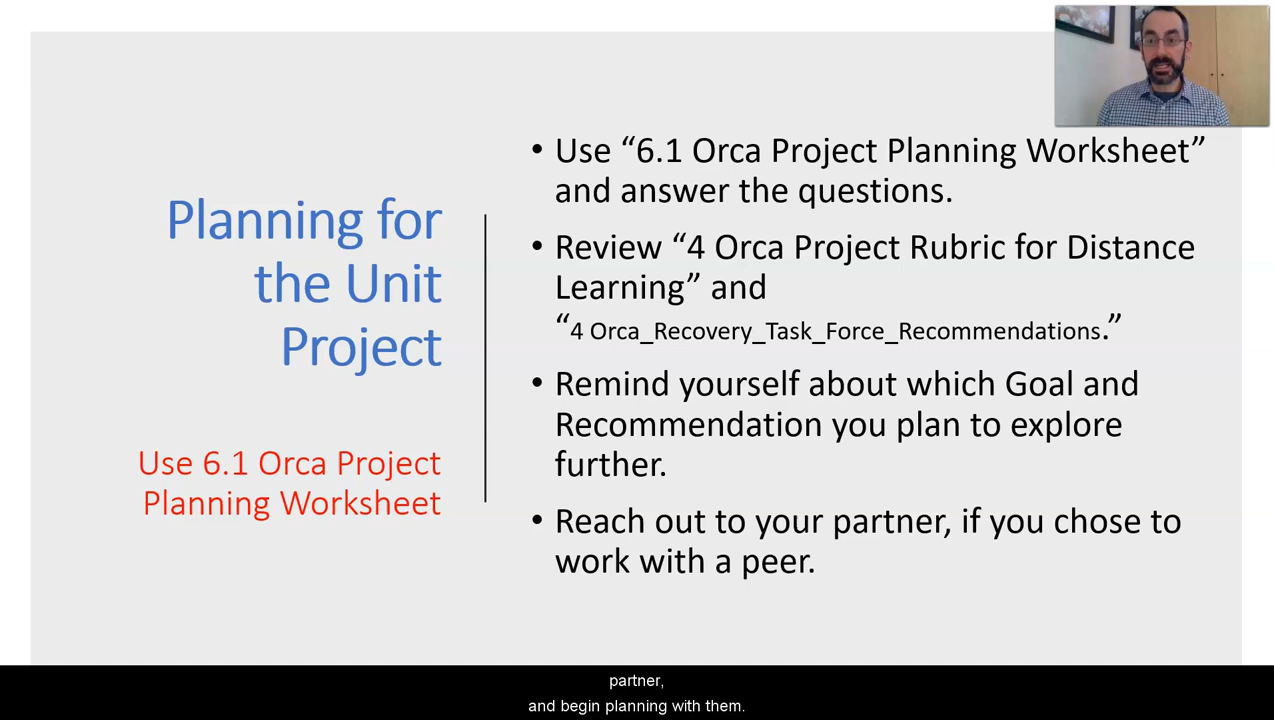 Planning for
the Unit
Project
Use 6.1 Orca Project
Planning Worksheet
• Use “6.1 Orca Project Planning Worksheet”
and answer the questions.
• Review “4 Orca Project Rubric for Distance
Learning” and
“4 Orca_Recovery_Task_Force_Recommendations.”
• Remind yourself about which Goal and
Recommendation you plan to explore
further.
• Reach out to your partner, if you chose to
work with a peer.
partner,
and begin planning with them.